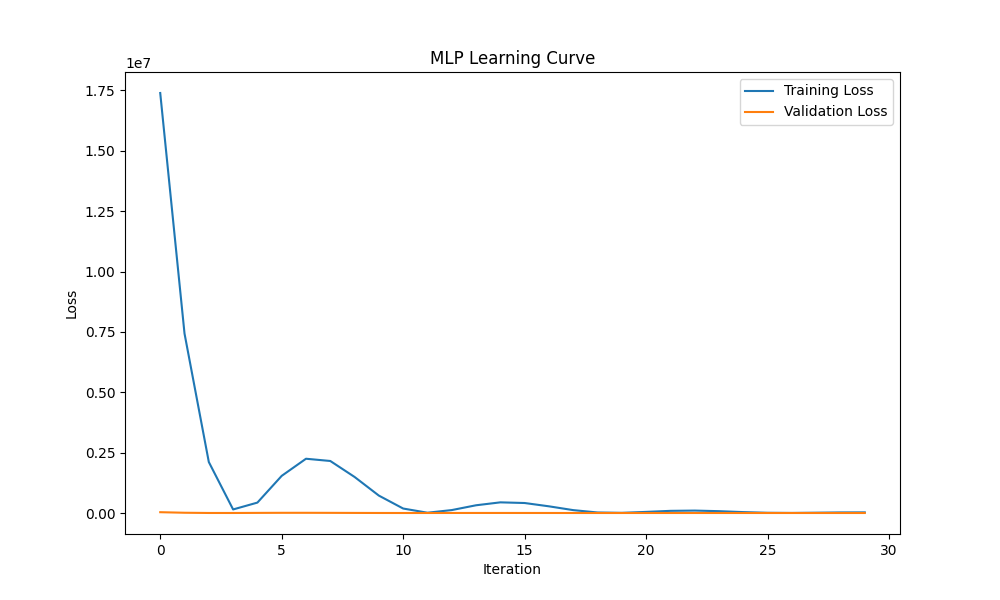 MLP Learning Curve
1e7
Training Loss
Validation Loss
1.75
1.50
1.25
1.00
0.75
0.50
0.25
0.00
Loss
0 5 10 15 20 25 30
Iteration